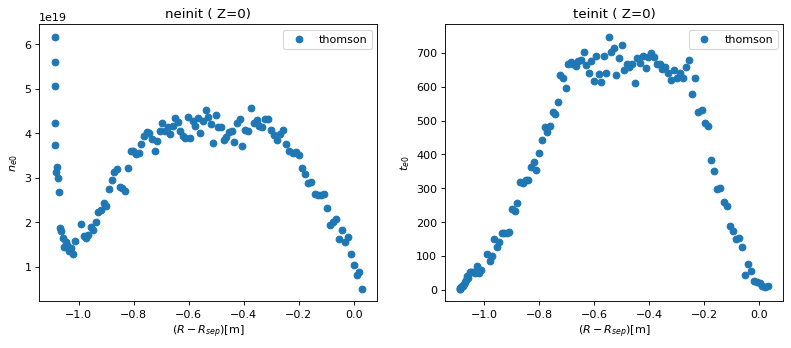 neinit ( Z=0)
1e19
thomson
6
5
4
3
2
1
n_{e0}
−1.0 −0.8 −0.6 −0.4 −0.2 0.0
(R − R_{sep})[m]
teinit ( Z=0)
thomson
700
600
500
400
300
200
100
0
t_{e0}
−1.0 −0.8 −0.6 −0.4 −0.2 0.0
(R − R_{sep})[m]